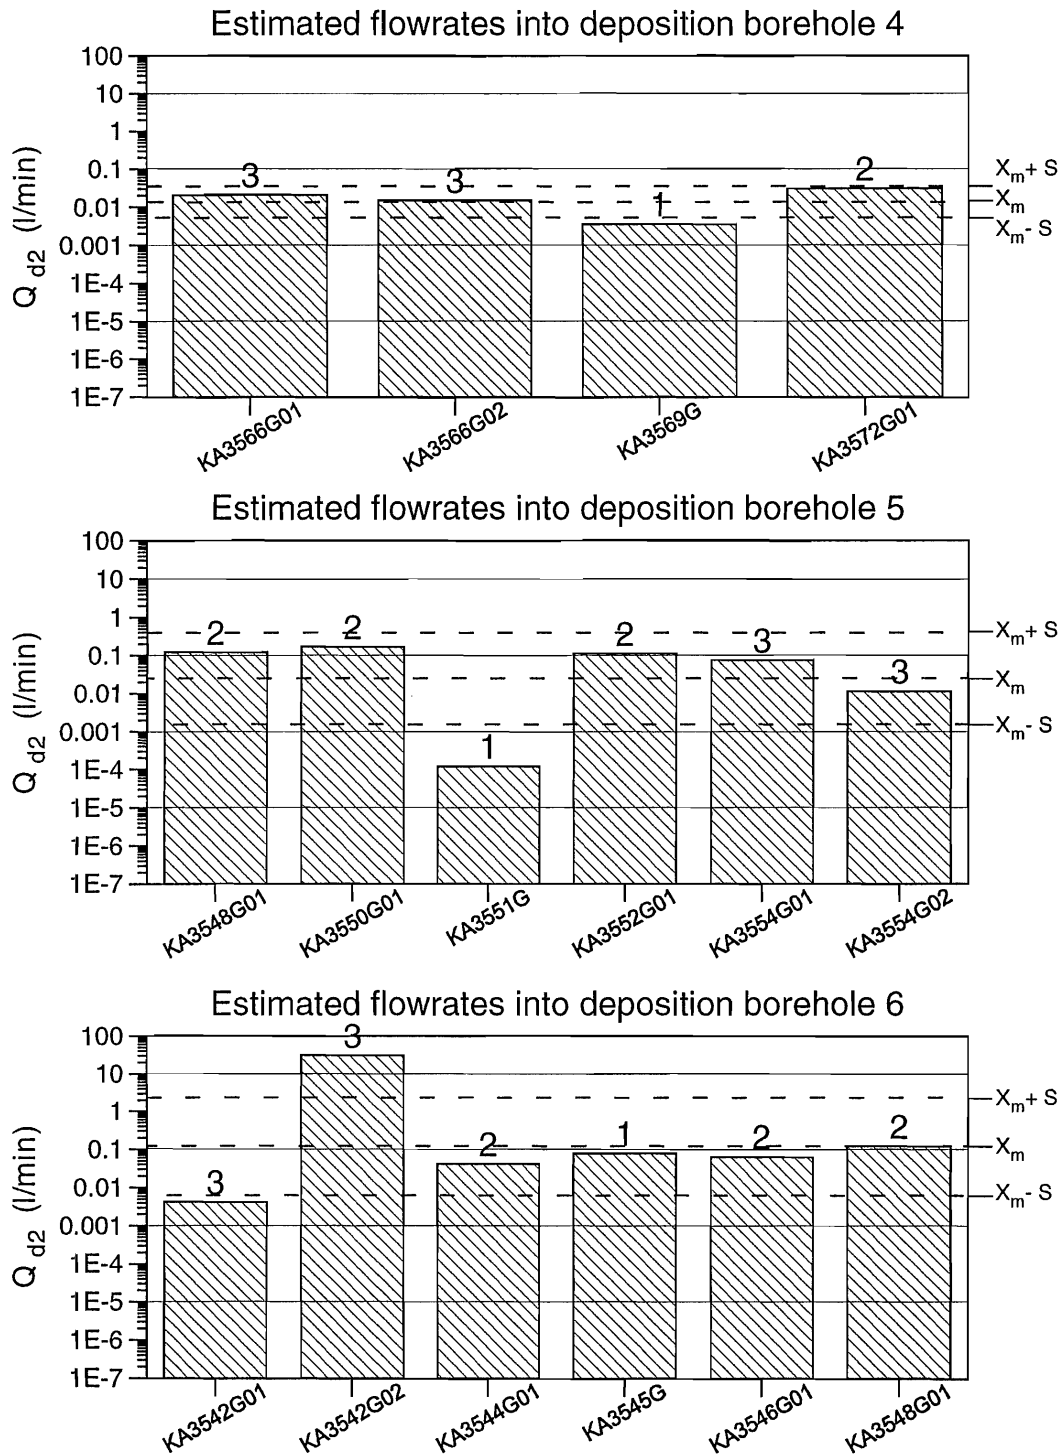 Estimated flowrates into deposition borehole 4
100
10
1
0.1
0.01
0.001
1E-4
1E-5
1E-6
1E-7
Q d2 (l/min)
3
3
1
2
Xm+ S
Xm
Xm- S
KA3566G01
KA3566G02
KA3569G
KA3572G01
Estimated flowrates into deposition borehole 5
100
10
1
0.1
0.01
0.001
1E-4
1E-5
1E-6
1E-7
Q d2 (l/min)
2
2
1
2
3
3
Xm+ S
Xm
Xm- S
KA3548G01
KA3550G01
KA3551G
KA3552G01
KA3554G01
KA3554G02
Estimated flowrates into deposition borehole 6
100
10
1
0.1
0.01
0.001
1E-4
1E-5
1E-6
1E-7
Q d2 (l/min)
3
3
2
1
2
2
Xm+ S
Xm
Xm- S
KA3542G01
KA3542G02
KA3544G01
KA3545G
KA3546G01
KA3548G01